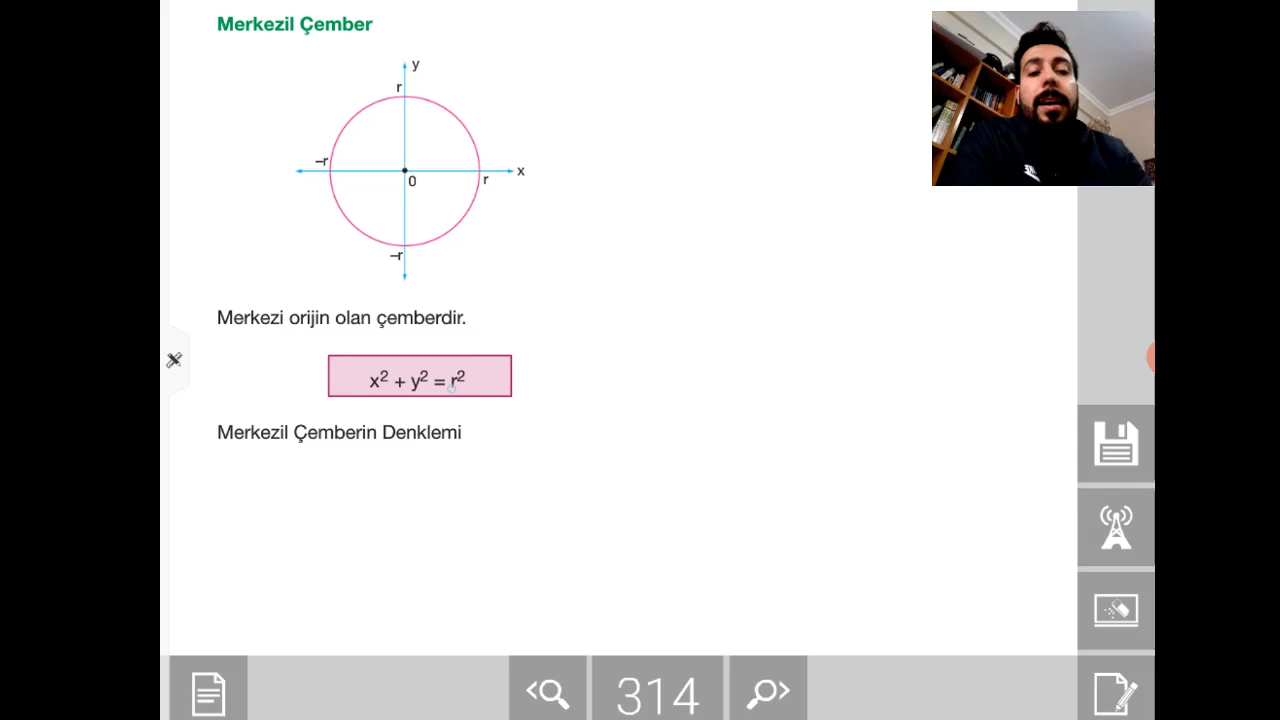 Merkezil Çember
y
r
–r
x
0
r
–r
Merkezi orijin olan çemberdir.
x² + y² = r²
Merkezil Çemberin Denklemi
314